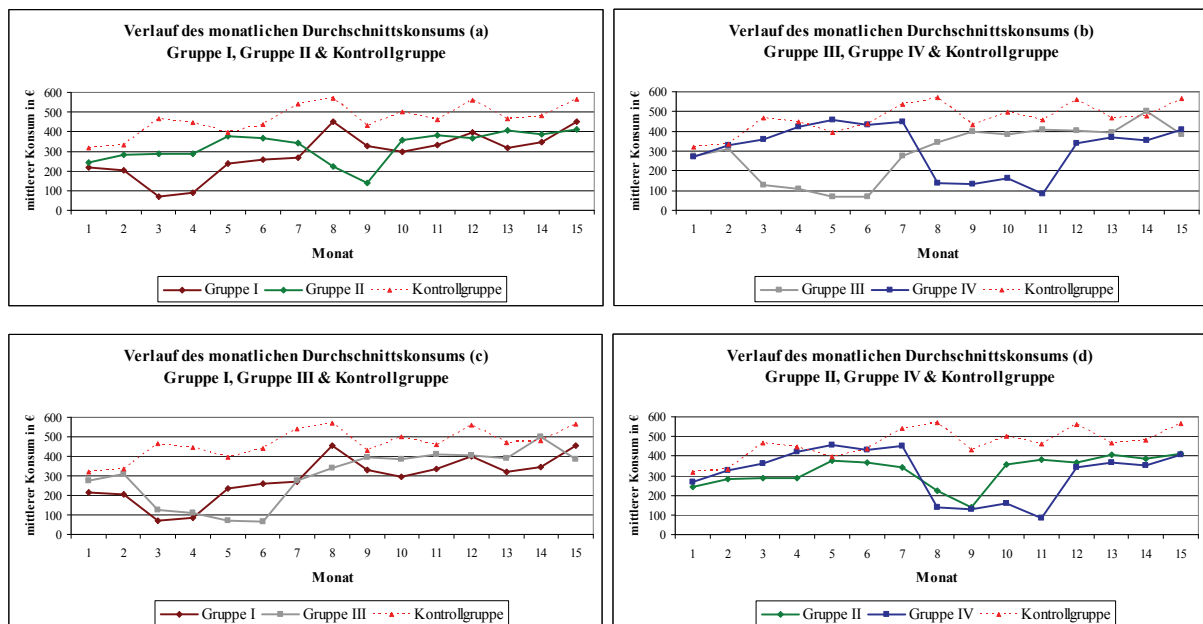 Verlauf des monatlichen Durchschnittskonsums (a)
Gruppe I, Gruppe II & Kontrollgruppe
mittlerer Konsum in €
600
500
400
300
200
100
0
1 2 3 4 5 6 7 8 9 10 11 12 13 14 15
Monat
Gruppe I Gruppe II Kontrollgruppe
Verlauf des monatlichen Durchschnittskonsums (b)
Gruppe III, Gruppe IV & Kontrollgruppe
mittlerer Konsum in €
600
500
400
300
200
100
0
1 2 3 4 5 6 7 8 9 10 11 12 13 14 15
Monat
Gruppe III Gruppe IV Kontrollgruppe
Verlauf des monatlichen Durchschnittskonsums (c)
Gruppe I, Gruppe III & Kontrollgruppe
mittlerer Konsum in €
600
500
400
300
200
100
0
1 2 3 4 5 6 7 8 9 10 11 12 13 14 15
Monat
Gruppe I Gruppe III Kontrollgruppe
Verlauf des monatlichen Durchschnittskonsums (d)
Gruppe II, Gruppe IV & Kontrollgruppe
mittlerer Konsum in €
600
500
400
300
200
100
0
1 2 3 4 5 6 7 8 9 10 11 12 13 14 15
Monat
Gruppe II Gruppe IV Kontrollgruppe